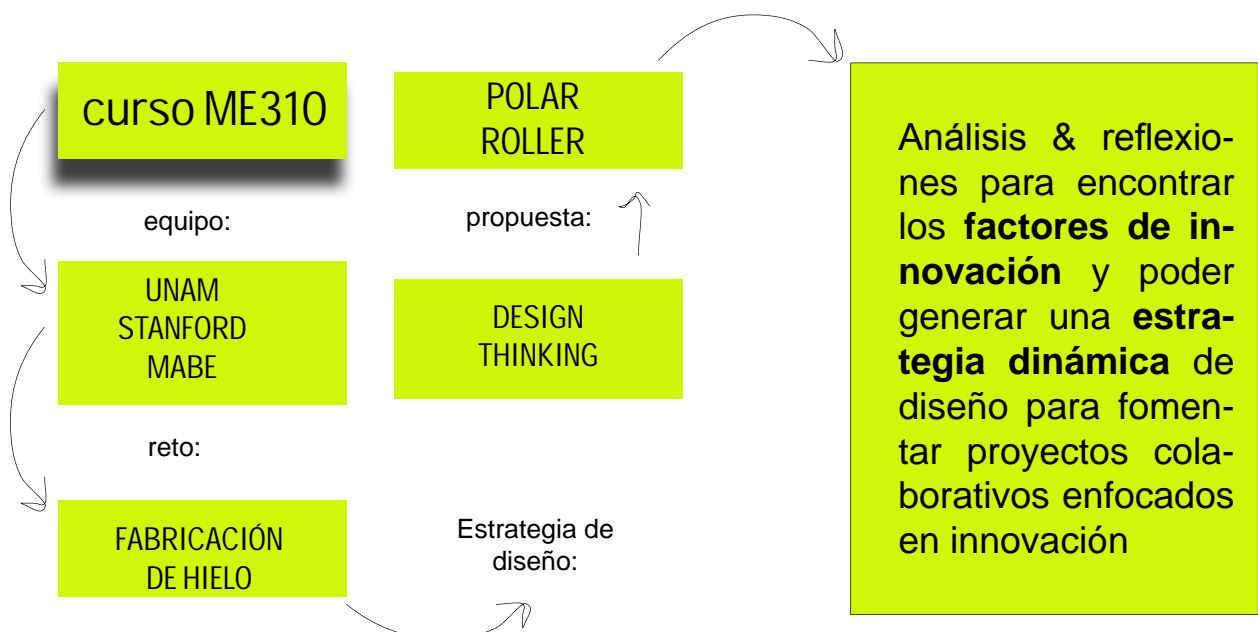 curso ME310
equipo:
UNAM
STANFORD
MABE
reto:
FABRICACIÓN
DE HIELO
Estrategia de
diseño:
DESIGN
THINKING
propuesta:
POLAR
ROLLER
Análisis & reflexio-
nes para encontrar
los factores de in-
novación y poder
generar una estra-
tegia dinámica de
diseño para fomen-
tar proyectos cola-
borativos enfocados
en innovación